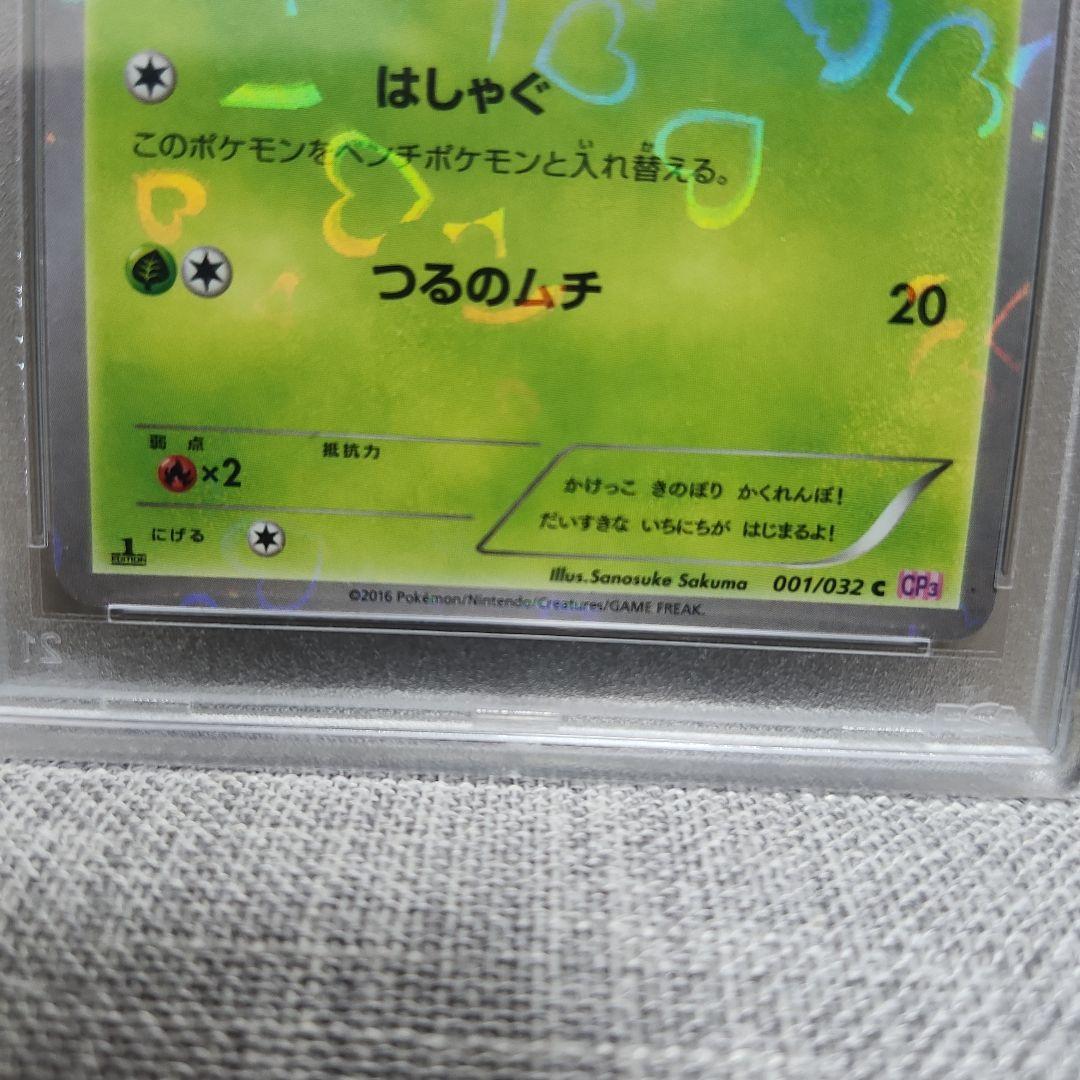 はしゃぐ
このポケモンをベンチポケモンと入れ替える。
つるのムチ 20
弱点 抵抗力
×2
にげる
かけっこ きのぼり かくれんぼ!
だいすきな いちにちが はじまるよ!
1 EDITION
Illus. Sanosuke Sakuma 001/032 C CP3
©2016 Pokémon/Nintendo/Creatures/GAME FREAK.